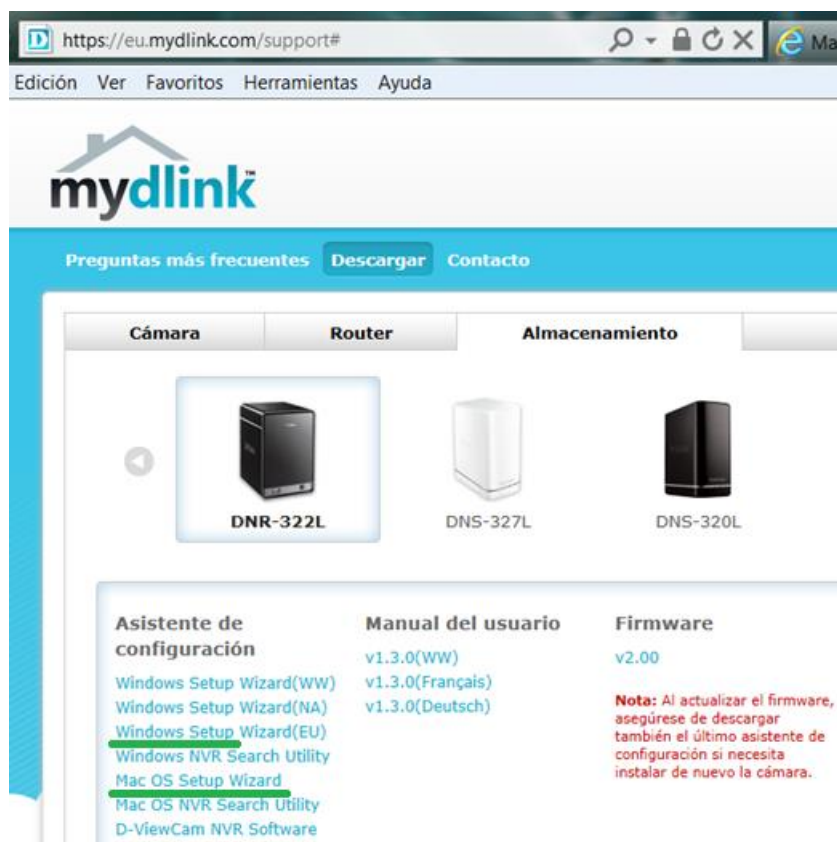 https://eu.mydlink.com/support#
Ma
Edición Ver Favoritos Herramientas Ayuda
mydlink™
Preguntas más frecuentes Descargar Contacto
Cámara Router Almacenamiento
DNR-322L DNS-327L DNS-320L
Asistente de
configuración
Windows Setup Wizard(WW)
Windows Setup Wizard(NA)
Windows Setup Wizard(EU)
Windows NVR Search Utility
Mac OS Setup Wizard
Mac OS NVR Search Utility
D-ViewCam NVR Software
Manual del usuario
v1.3.0(WW)
v1.3.0(Français)
v1.3.0(Deutsch)
Firmware
v2.00
Nota: Al actualizar el firmware,
asegúrese de descargar
también el último asistente de
configuración si necesita
instalar de nuevo la cámara.